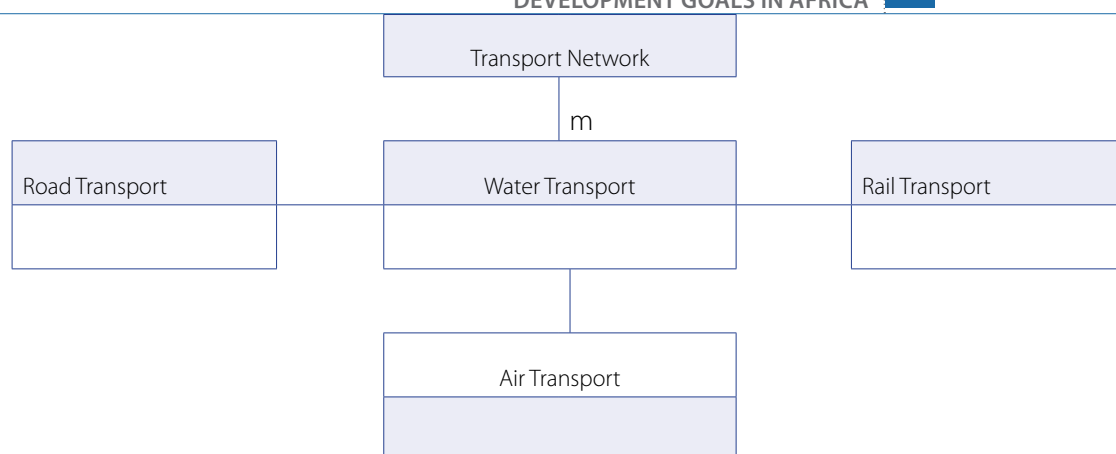 DEVELOPMENT GOALS IN AFRICA
Transport Network
m
Road Transport
Water Transport
Rail Transport
Air Transport